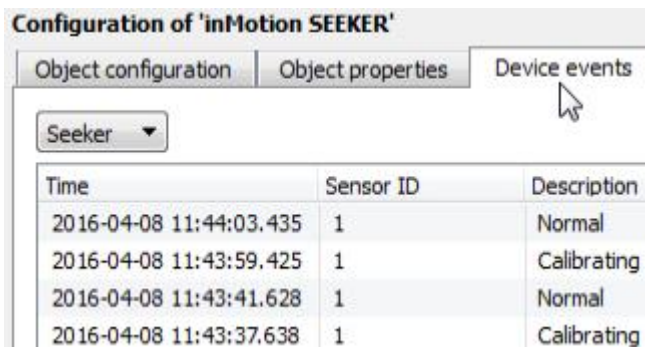 Configuration of 'inMotion SEEKER'
Object configuration Object properties Device events
Seeker
Time Sensor ID Description
2016-04-08 11:44:03.435 1 Normal
2016-04-08 11:43:59.425 1 Calibrating
2016-04-08 11:43:41.628 1 Normal
2016-04-08 11:43:37.638 1 Calibrating